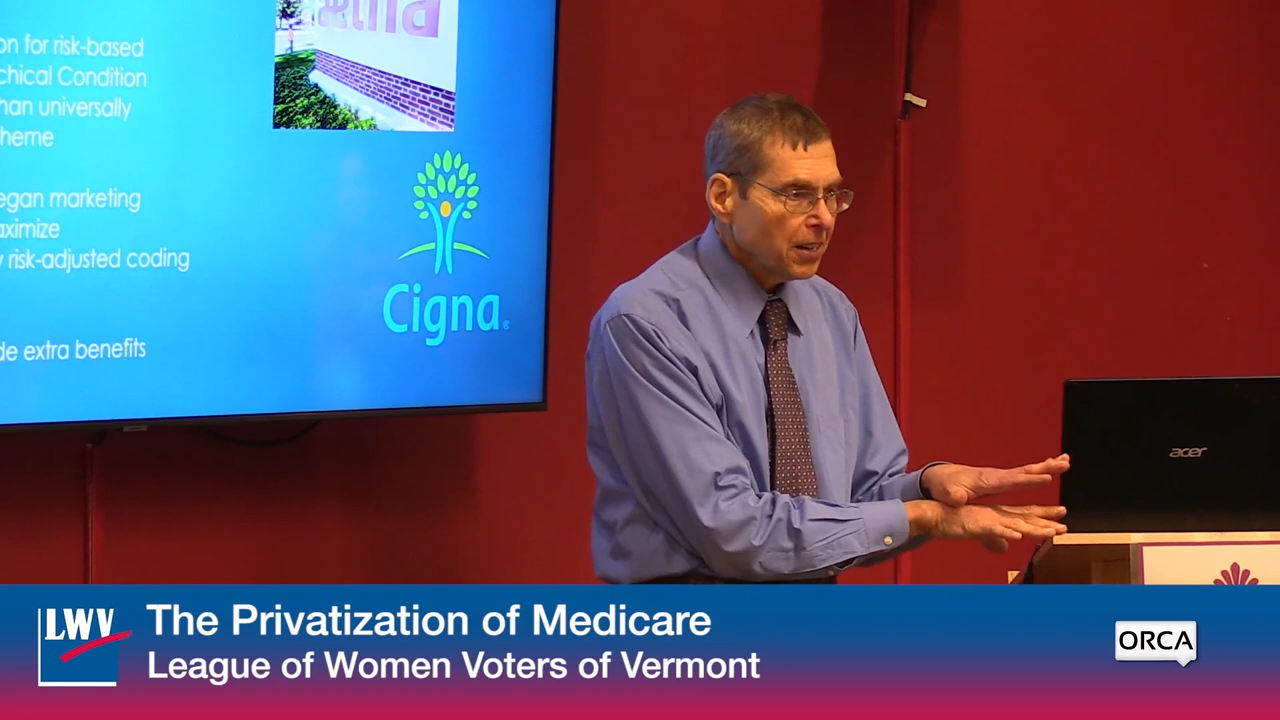 aetna
on for risk-based
chical Condition
han universally
heme
egan marketing
aximize
y risk-adjusted coding
de extra benefits
Cigna®
acer
LWV
The Privatization of Medicare
League of Women Voters of Vermont
ORCA